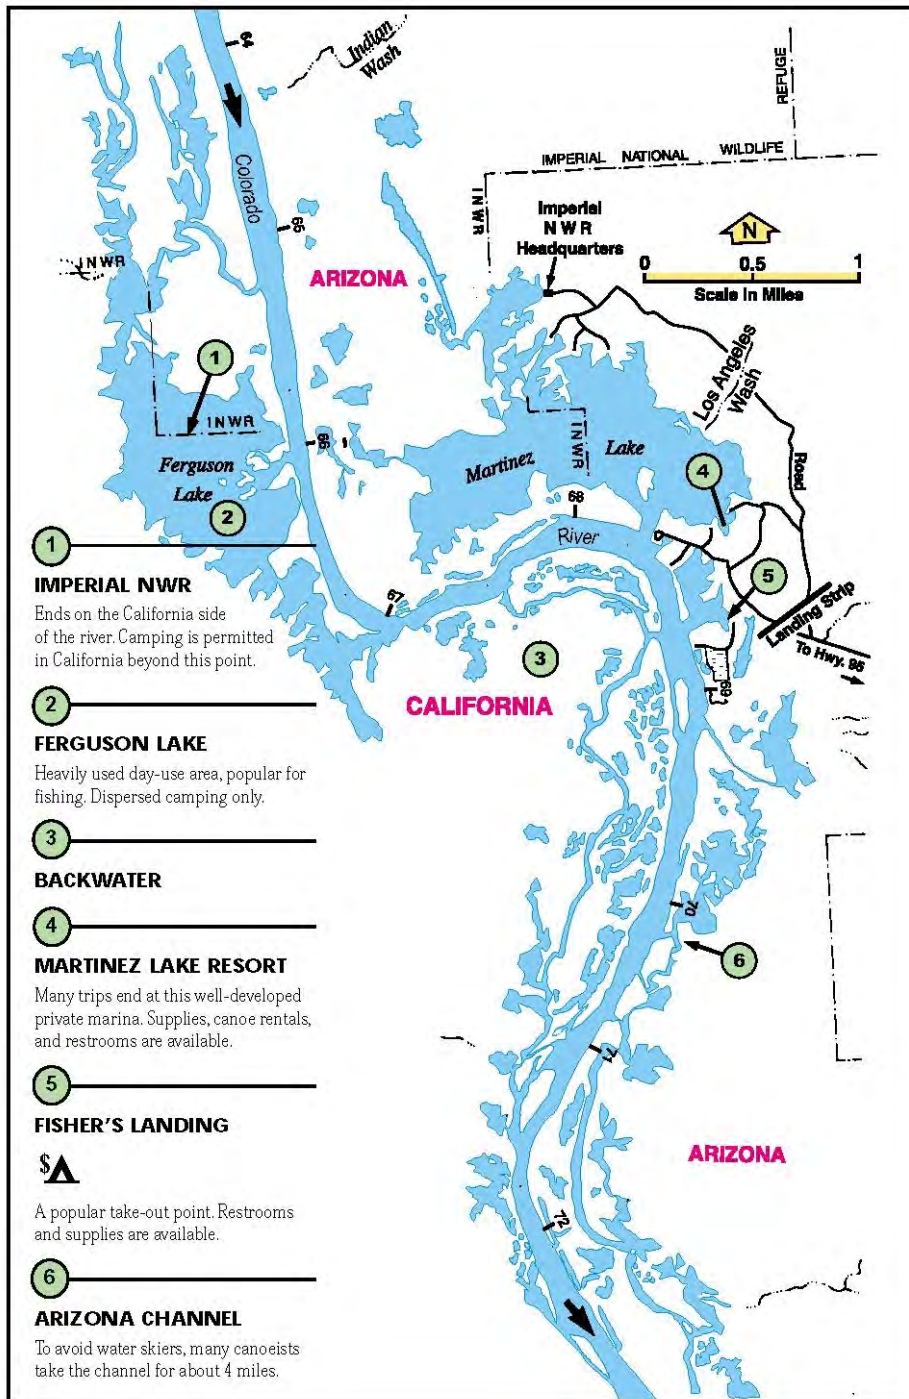 64
Indian
Wash
Colorado
65
REFUGE
IMPERIAL NATIONAL WILDLIFE
INWR
Imperial
N W R
Headquarters
N
0 0.5 1
Scale in Miles
INWR
ARIZONA
1
INWR
Ferguson
Lake
2
66
Martinez
Lake
INWR
Los Angeles
Wash
Road
4
68
River
67
5
Landing Strip
To Hwy. 95
3
CALIFORNIA
69
70
6
71
ARIZONA
72
1
IMPERIAL NWR
Ends on the California side
of the river. Camping is permitted
in California beyond this point.
2
FERGUSON LAKE
Heavily used day-use area, popular for
fishing. Dispersed camping only.
3
BACKWATER
4
MARTINEZ LAKE RESORT
Many trips end at this well-developed
private marina. Supplies, canoe rentals,
and restrooms are available.
5
FISHER'S LANDING
$
A popular take-out point. Restrooms
and supplies are available.
6
ARIZONA CHANNEL
To avoid water skiers, many canoeists
take the channel for about 4 miles.